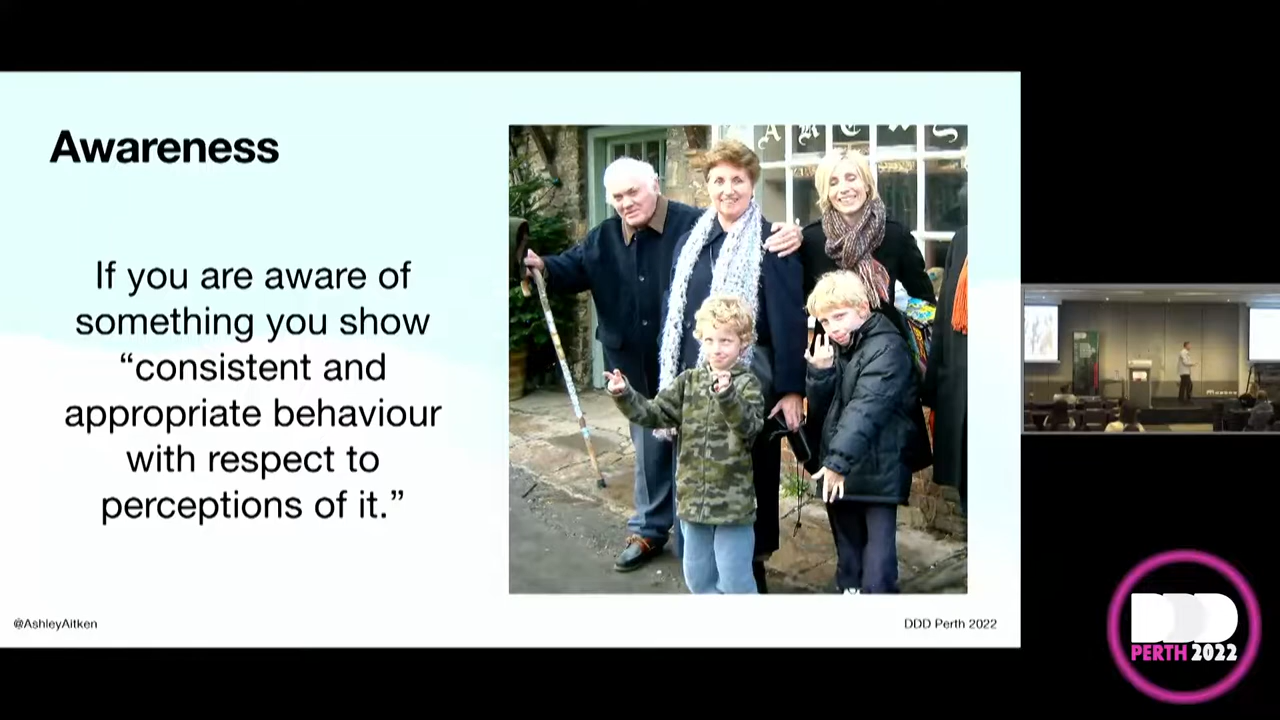 Awareness
If you are aware of
something you show
“consistent and
appropriate behaviour
with respect to
perceptions of it.”
@AshleyAitken
DDD Perth 2022
DDD
PERTH 2022